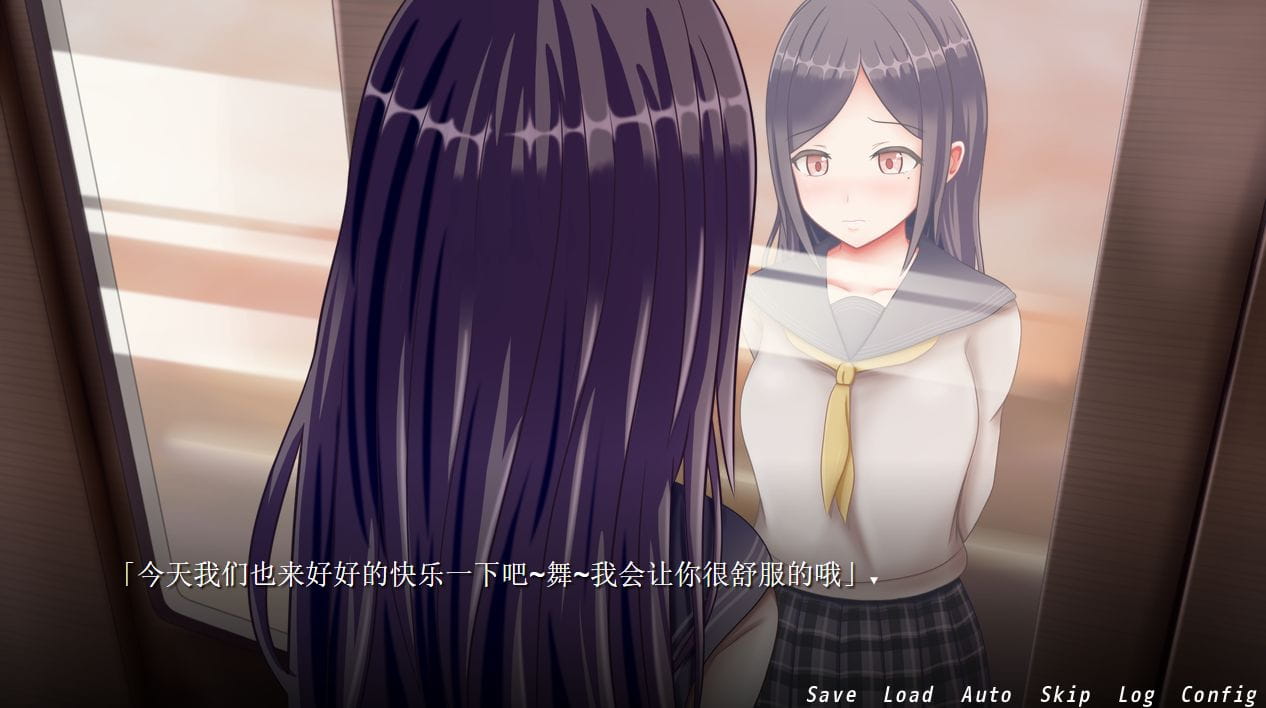 「今天我们也来好好的快乐一下吧~舞~我会让你很舒服的哦」
Save Load Auto Skip Log Config